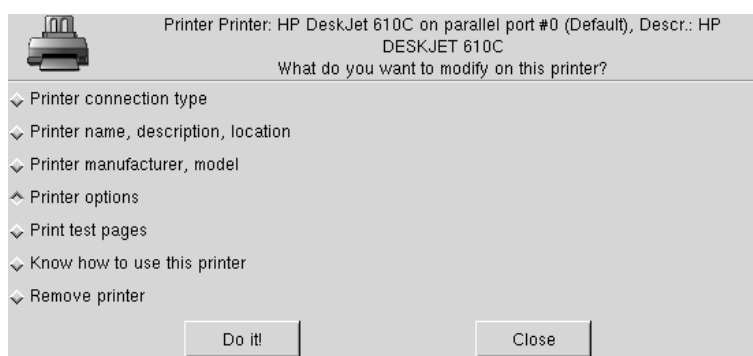 Printer Printer: HP DeskJet 610C on parallel port #0 (Default), Descr.: HP
DESKJET 610C
What do you want to modify on this printer?
Printer connection type
Printer name, description, location
Printer manufacturer, model
Printer options
Print test pages
Know how to use this printer
Remove printer
Do it!
Close